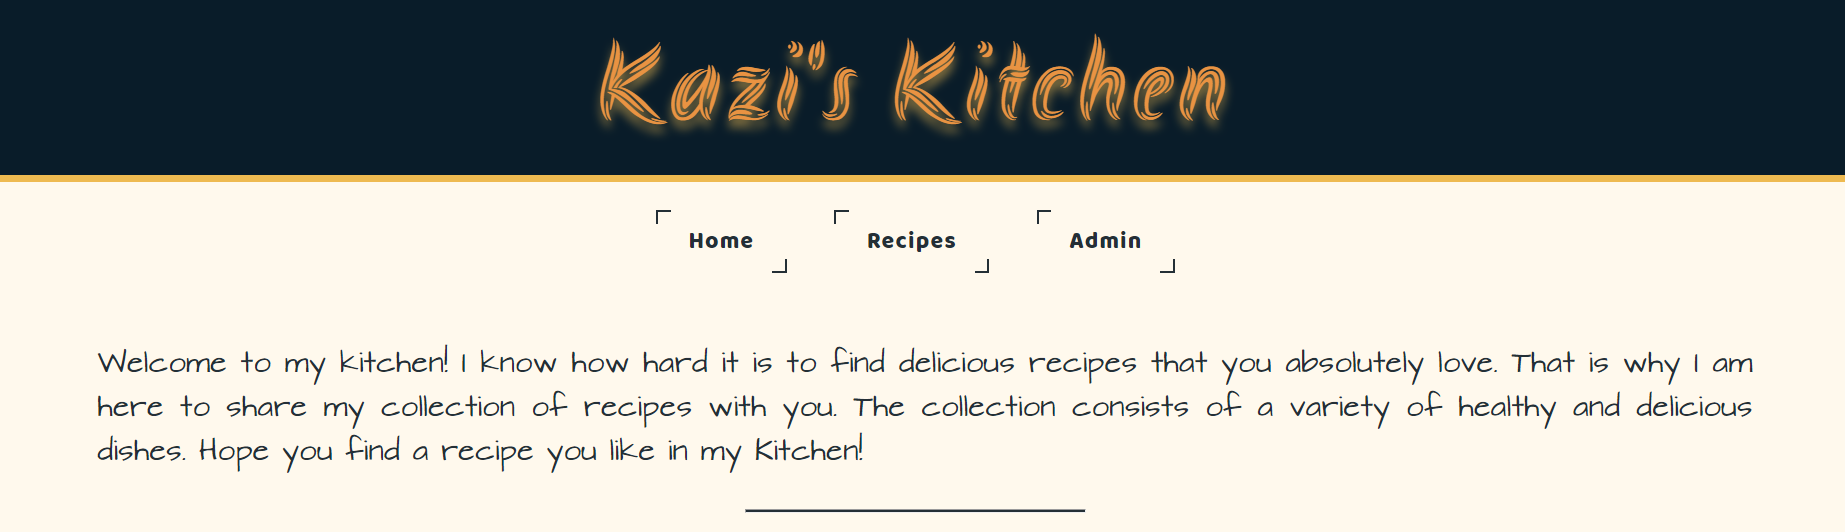 Kazi's Kitchen
Home Recipes Admin
Welcome to my kitchen! I know how hard it is to find delicious recipes that you absolutely love. That is why I am
here to share my collection of recipes with you. The collection consists of a variety of healthy and delicious
dishes. Hope you find a recipe you like in my Kitchen!